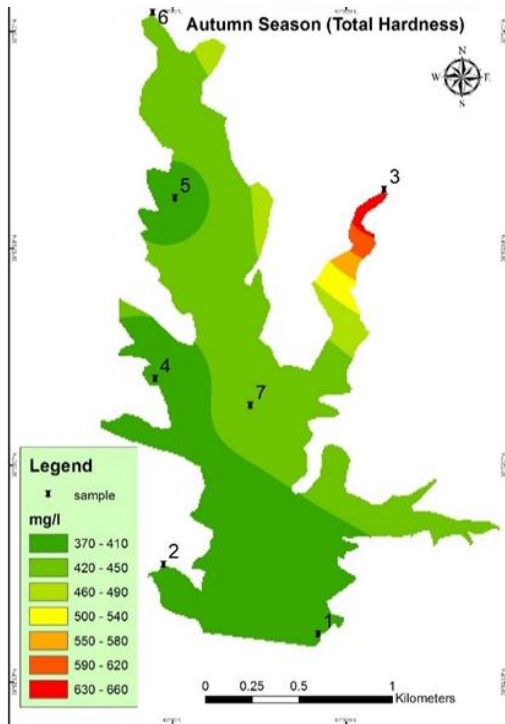 Autumn Season (Total Hardness)
6
N
W E
S
3
5
4
7
Legend
sample
mg/l
370 - 410
420 - 450
460 - 490
500 - 540
550 - 580
590 - 620
630 - 660
2
1
0 0.25 0.5 1
Kilometers